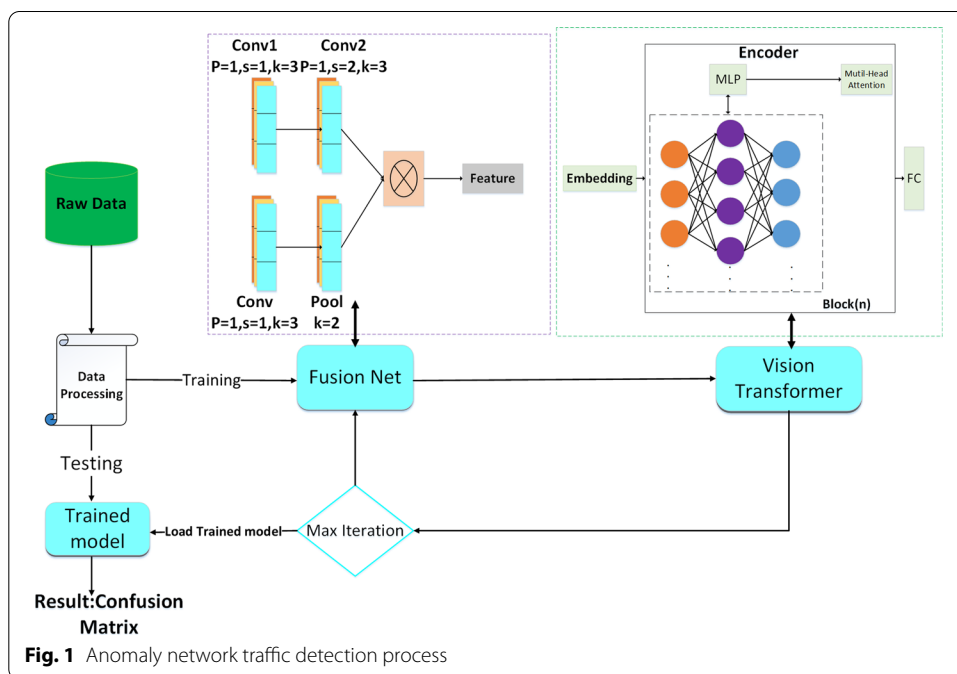 Conv1
P=1,s=1,k=3
Conv2
P=1,s=2,k=3
Feature
Conv
P=1,s=1,k=3
Pool
k=2
Encoder
MLP
Mutil-Head
Attention
Embedding
FC
Block(n)
Raw Data
Data
Processing
Training
Fusion Net
Vision
Transformer
Testing
Trained
model
Load Trained model
Max Iteration
Result:Confusion
Matrix
Fig. 1 Anomaly network traffic detection process